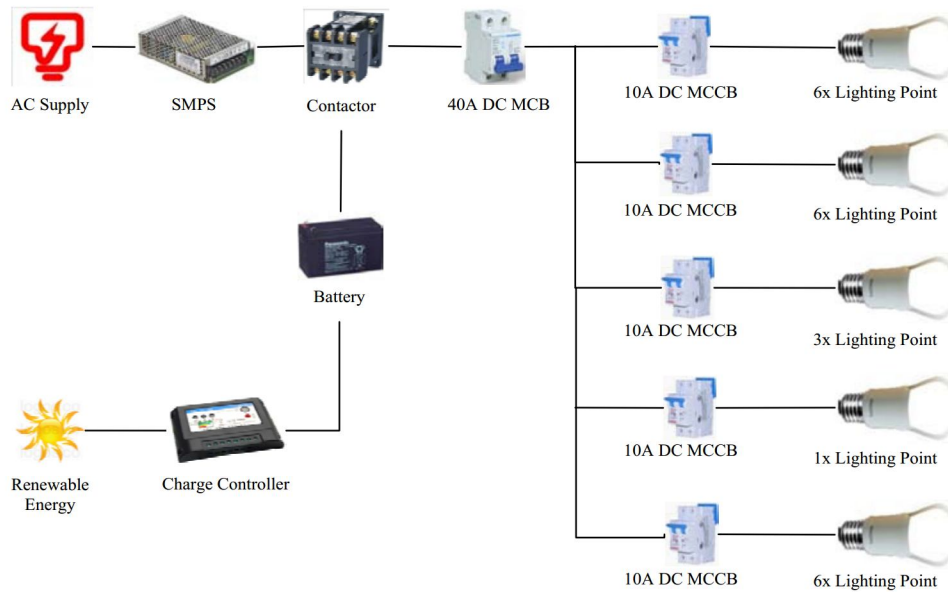 AC Supply
SMPS
Contactor
40A DC MCB
10A DC MCCB
6x Lighting Point
10A DC MCCB
6x Lighting Point
Battery
10A DC MCCB
3x Lighting Point
10A DC MCCB
1x Lighting Point
Renewable
Energy
Charge Controller
10A DC MCCB
6x Lighting Point